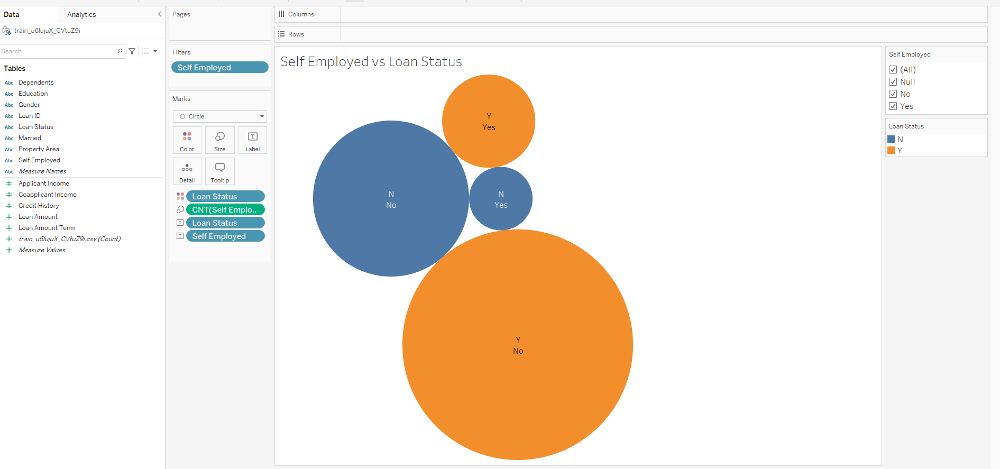 Data
Analytics
train_u6lujuX_CVtuZ9i
Search
Tables
Abc Dependents
Abc Education
Abc Gender
Abc Loan ID
Abc Loan Status
Abc Married
Abc Property Area
Abc Self Employed
Abc Measure Names
# Applicant Income
# Coapplicant Income
# Credit History
# Loan Amount
# Loan Amount Term
# train_u6lujuX_CVtuZ9i.csv (Count)
# Measure Values
Pages
Filters
Self Employed
Marks
Circle
Color
Size
T
Label
Detail
Tooltip
Loan Status
CNT(Self Emplo..
T Loan Status
T Self Employed
Columns
Rows
Self Employed vs Loan Status
Y
Yes
N
No
N
Yes
Y
No
Self Employed
(All)
Null
No
Yes
Loan Status
N
Y